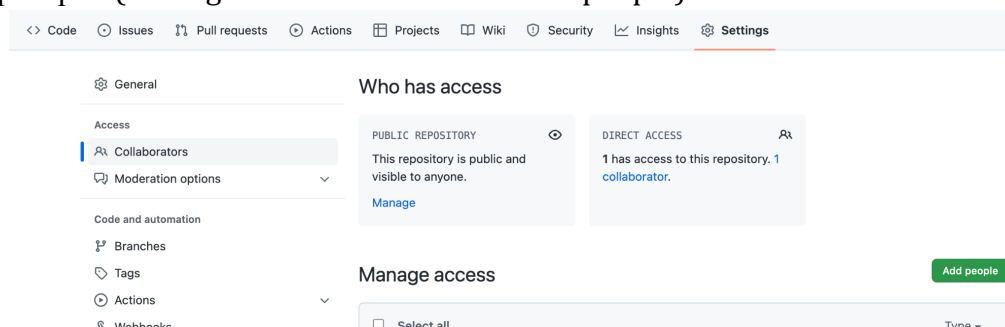 Code Issues Pull requests Actions Projects Wiki Security Insights Settings
General
Access
Collaborators
Moderation options
Code and automation
Branches
Tags
Actions
Webhooks
Who has access
PUBLIC REPOSITORY
This repository is public and
visible to anyone.
Manage
DIRECT ACCESS
1 has access to this repository. 1
collaborator.
Manage access
Add people
Select all
Type